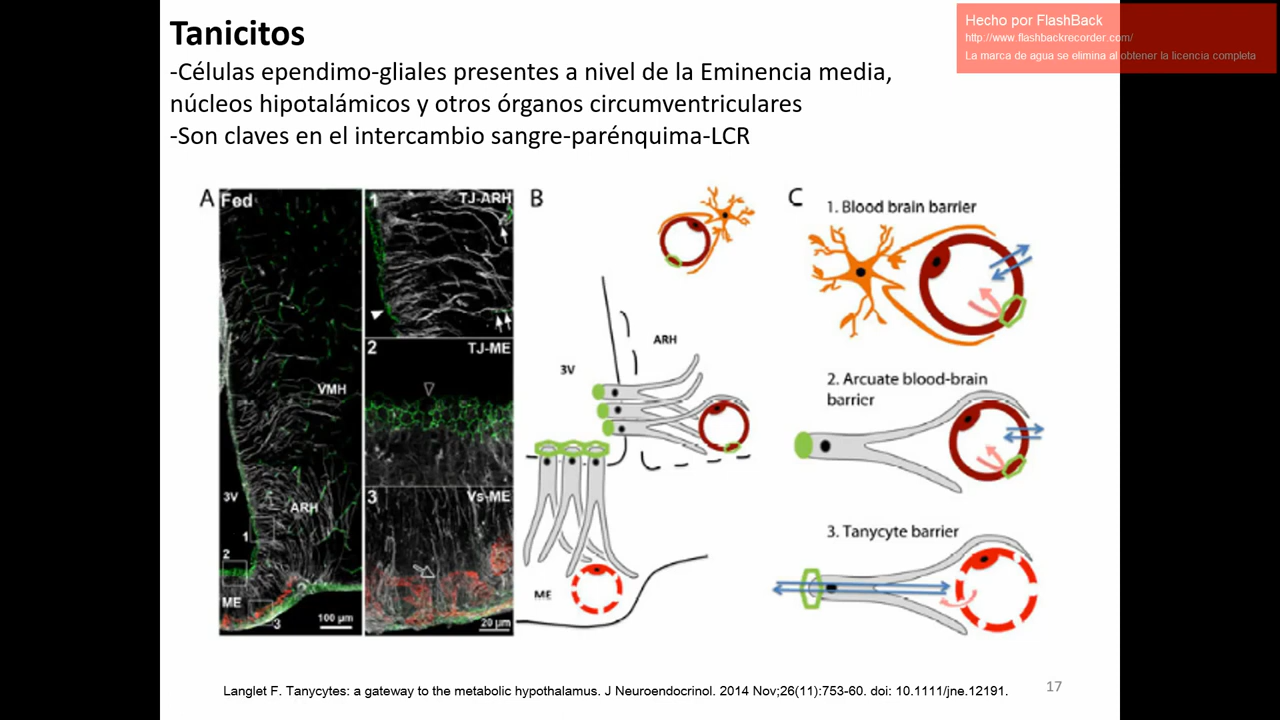 Tanicitos
Hecho por FlashBack
http://www.flashbackrecorder.com/
La marca de agua se elimina al obtener la licencia completa
-Células ependimo-gliales presentes a nivel de la Eminencia media,
núcleos hipotalámicos y otros órganos circumventriculares
-Son claves en el intercambio sangre-parénquima-LCR
A
Fed
VMH
3V
ARH
1
2
ME
3
100 µm
1
TJ-ARH
2
TJ-ME
3
Vs-ME
20 µm
B
ARH
3V
ME
C
1. Blood brain barrier
2. Arcuate blood-brain
barrier
3. Tanycyte barrier
Langlet F. Tanycytes: a gateway to the metabolic hypothalamus. J Neuroendocrinol. 2014 Nov;26(11):753-60. doi: 10.1111/jne.12191.
17